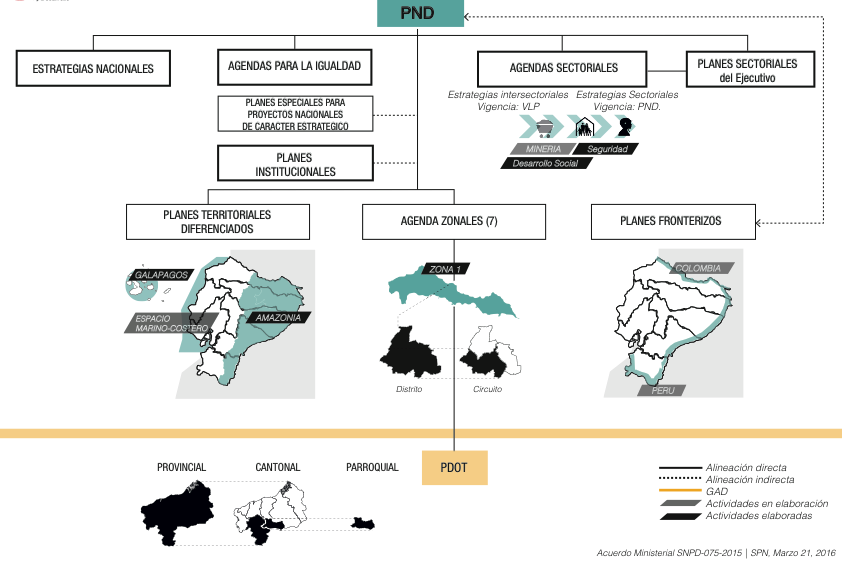 PND
ESTRATEGIAS NACIONALES
AGENDAS PARA LA IGUALDAD
AGENDAS SECTORIALES
PLANES SECTORIALES
del Ejecutivo
PLANES ESPECIALES PARA
PROYECTOS NACIONALES
DE CARACTER ESTRATEGICO
Estrategias intersectoriales
Vigencia: VLP
Estrategias Sectoriales
Vigencia: PND.
MINERIA
Seguridad
Desarrollo Social
PLANES
INSTITUCIONALES
PLANES TERRITORIALES
DIFERENCIADOS
AGENDA ZONALES (7)
PLANES FRONTERIZOS
GALAPAGOS
ESPACIO
MARINO-COSTERO
AMAZONIA
ZONA 1
Distrito
Circuito
COLOMBIA
PERU
PROVINCIAL
CANTONAL
PARROQUIAL
PDOT
Alineación directa
Alineación indirecta
GAD
Actividades en elaboración
Actividades elaboradas
Acuerdo Ministerial SNPD-075-2015 | SPN, Marzo 21, 2016